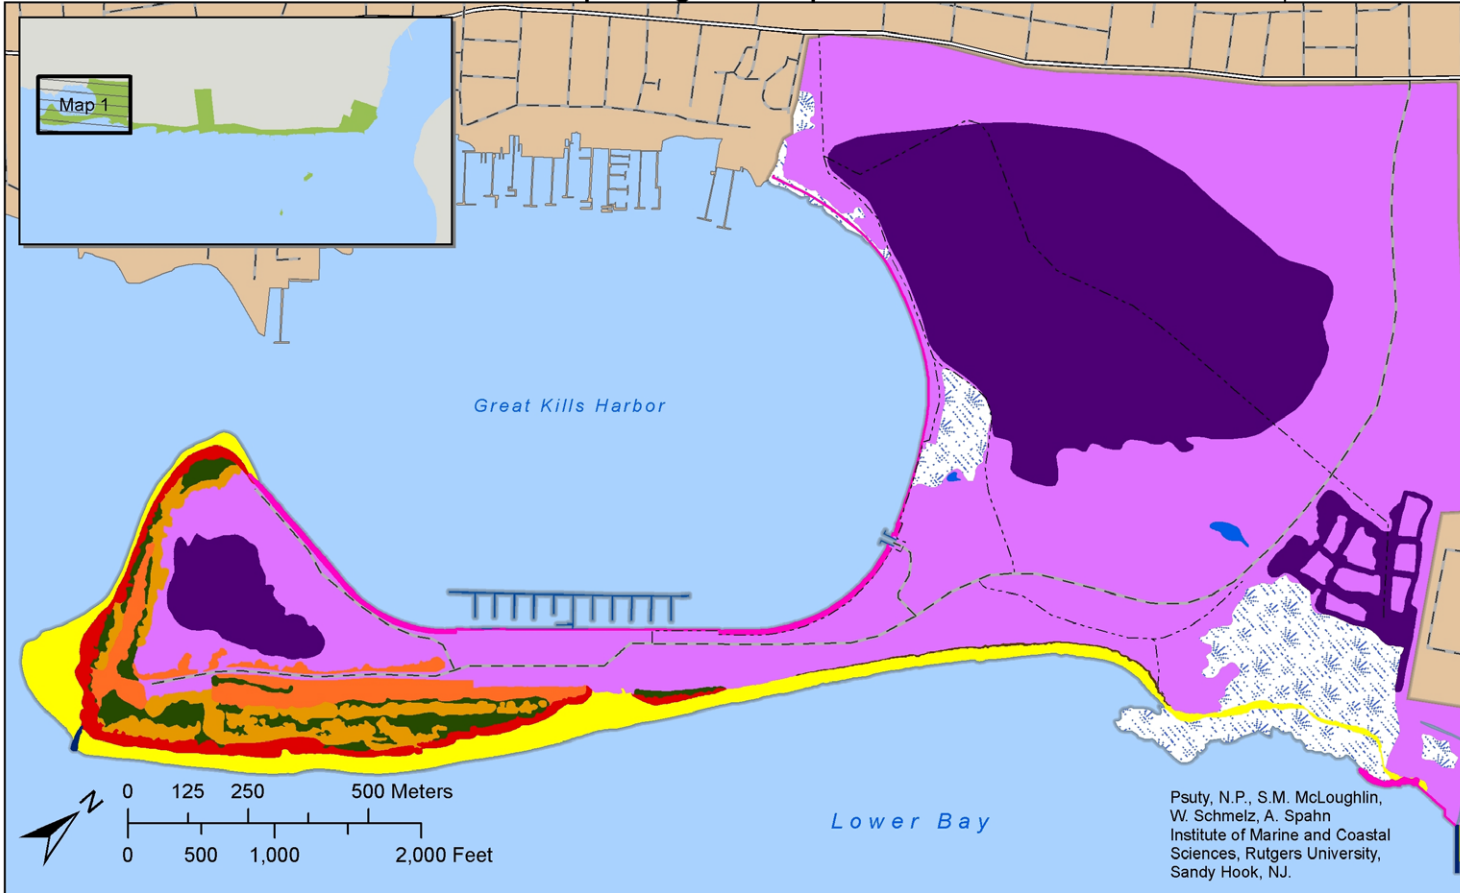 Map 1
Great Kills Harbor
N
0 125 250 500 Meters
0 500 1,000 2,000 Feet
Lower Bay
Psuty, N.P., S.M. McLoughlin,
W. Schmelz, A. Spahn
Institute of Marine and Coastal
Sciences, Rutgers University,
Sandy Hook, NJ.